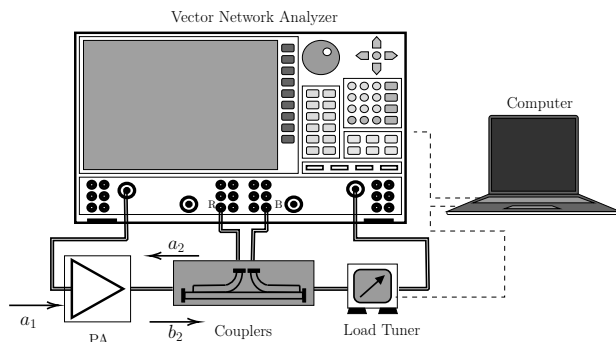 Vector Network Analyzer
Computer
R
B
a2
a1
b2
PA
Couplers
Load Tuner